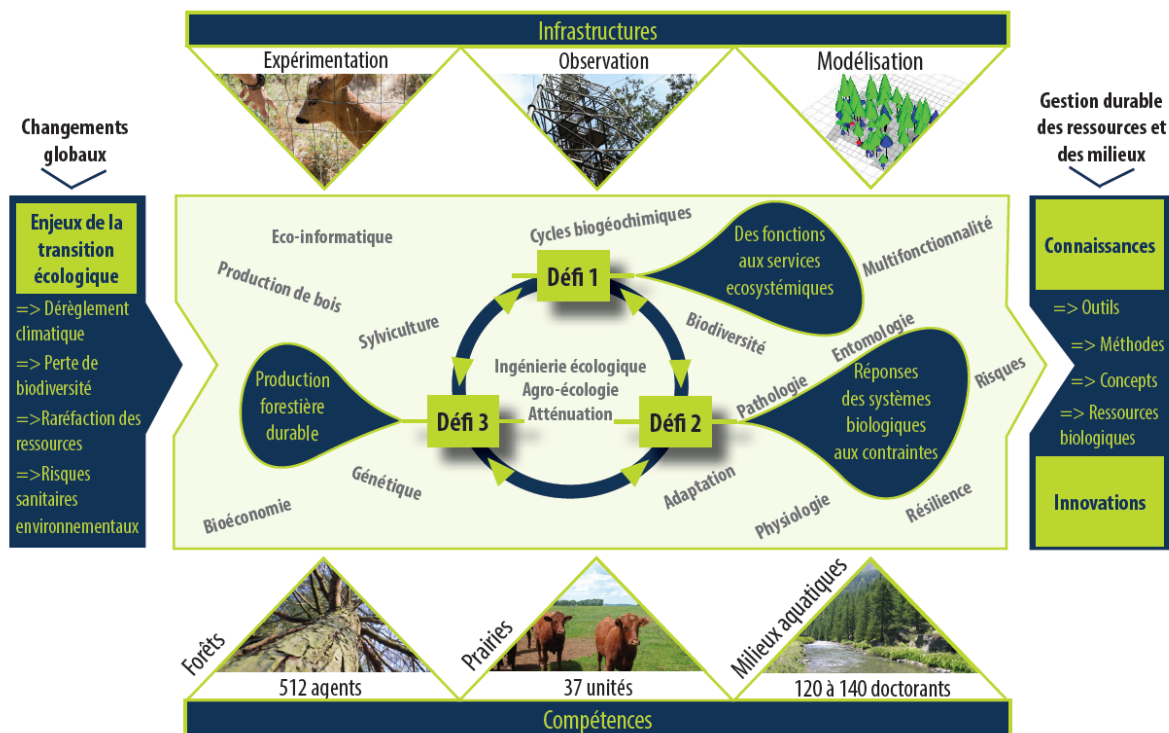 Infrastructures
Expérimentation
Observation
Modélisation
Changements
globaux
Enjeux de la
transition
écologique
=> Dérèglement
climatique
=> Perte de
biodiversité
=>Raréfaction des
ressources
=>Risques
sanitaires
environnementaux
Eco-informatique
Cycles biogéochimiques
Production de bois
Sylviculture
Défi 1
Des fonctions
aux services
ecosystémiques
Multifonctionnalité
Biodiversité
Entomologie
Ingénierie écologique
Agro-écologie
Atténuation
Production
forestière
durable
Défi 3
Défi 2
Pathologie
Réponses
des systèmes
biologiques
aux contraintes
Risques
Génétique
Bioéconomie
Adaptation
Physiologie
Résilience
Gestion durable
des ressources et
des milieux
Connaissances
=> Outils
=> Méthodes
=> Concepts
=> Ressources
biologiques
Innovations
Forêts
512 agents
Prairies
37 unités
Milieux aquatiques
120 à 140 doctorants
Compétences